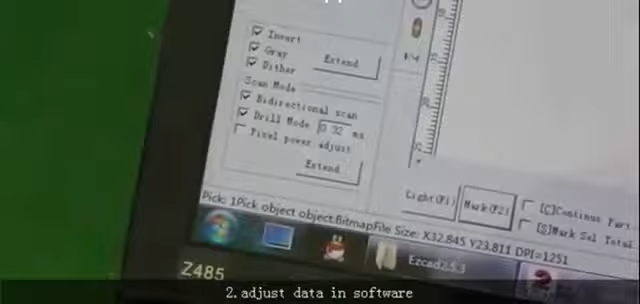 Invert
Gray
Dither
Extend
Scan Mode
Bidirectional scan
Drill Mode 0.32 ms
Pixel power adjust
Extend
Light(F1)
Mark(F2)
[C]Continue
[S]Mark Sel
Pick: 1Pick object object:BitmapFile Size: X32.845 Y23.811 DPI=1251
Ezcad2.5.3
Z485
2.adjust data in software